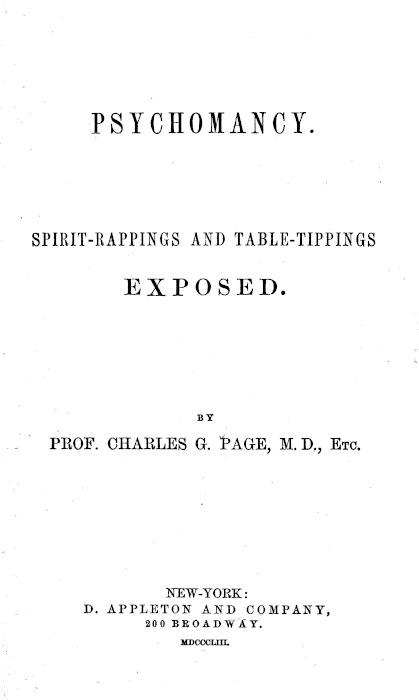 PSYCHOMANCY.
SPIRIT-RAPPINGS AND TABLE-TIPPINGS
EXPOSED.
BY
PROF. CHARLES G. PAGE, M. D., ETC.
NEW-YORK:
D. APPLETON AND COMPANY,
200 BROADWAY.
MDCCCLIII.